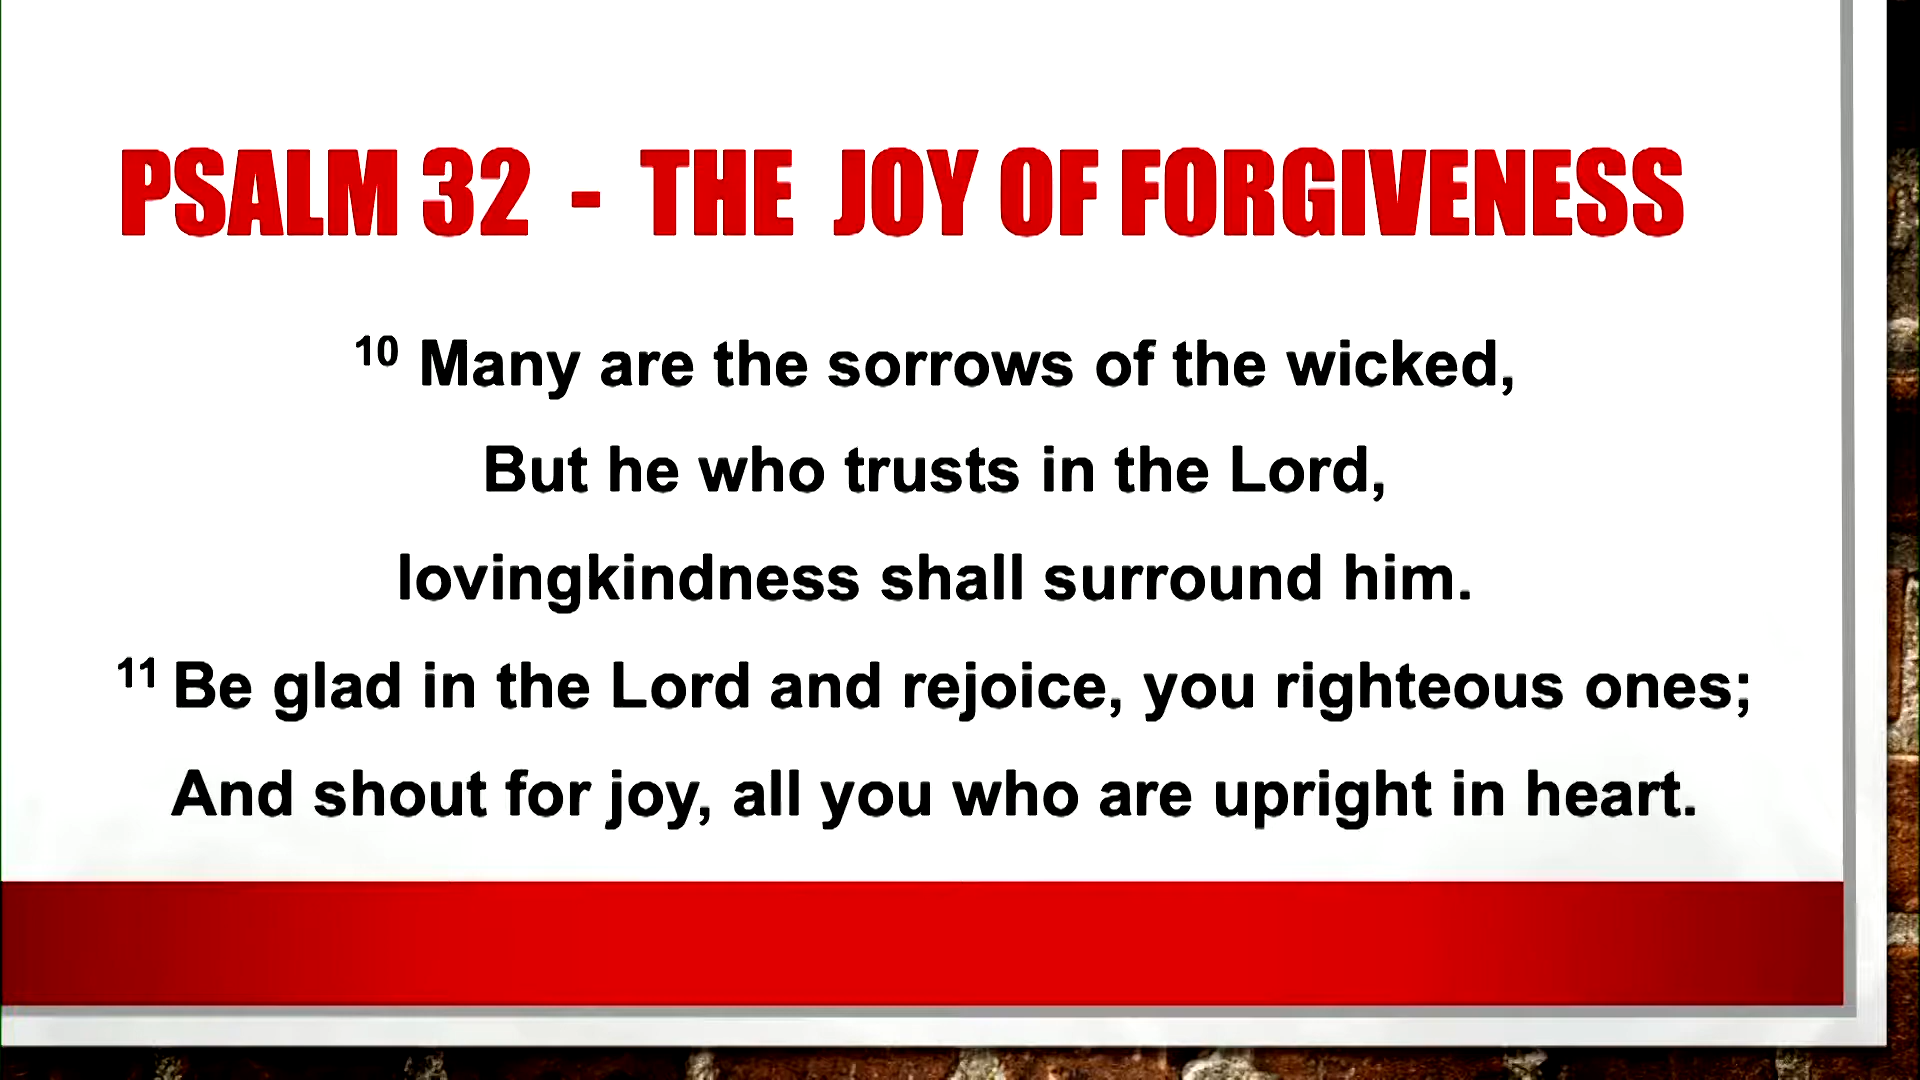 PSALM 32 - THE JOY OF FORGIVENESS
10 Many are the sorrows of the wicked,
But he who trusts in the Lord,
lovingkindness shall surround him.
11 Be glad in the Lord and rejoice, you righteous ones;
And shout for joy, all you who are upright in heart.